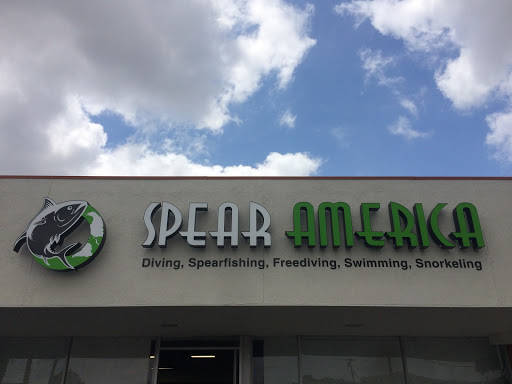 SPEAR AMERICA
Diving, Spearfishing, Freediving, Swimming, Snorkeling